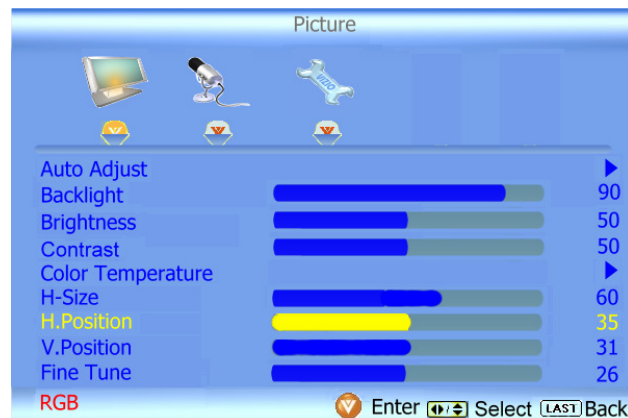 Picture
VIZIO
Auto Adjust
Backlight 90
Brightness 50
Contrast 50
Color Temperature
H-Size 60
H.Position 35
V.Position 31
Fine Tune 26
RGB Enter Select LAST Back